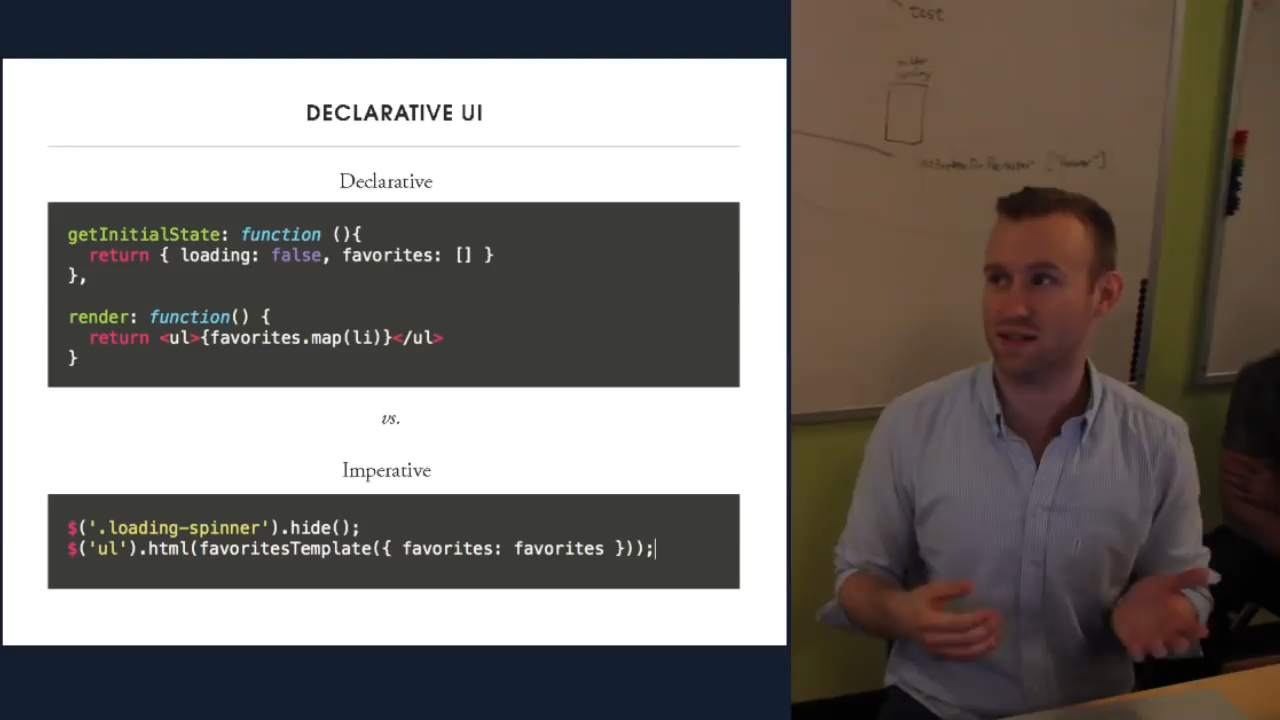 DECLARATIVE UI
Declarative
getInitialState: function (){
return { loading: false, favorites: [] }
},
render: function() {
return <ul>{favorites.map(li)}</ul>
}
vs.
Imperative
$('.loading-spinner').hide();
$('ul').html(favoritesTemplate({ favorites: favorites }));
test